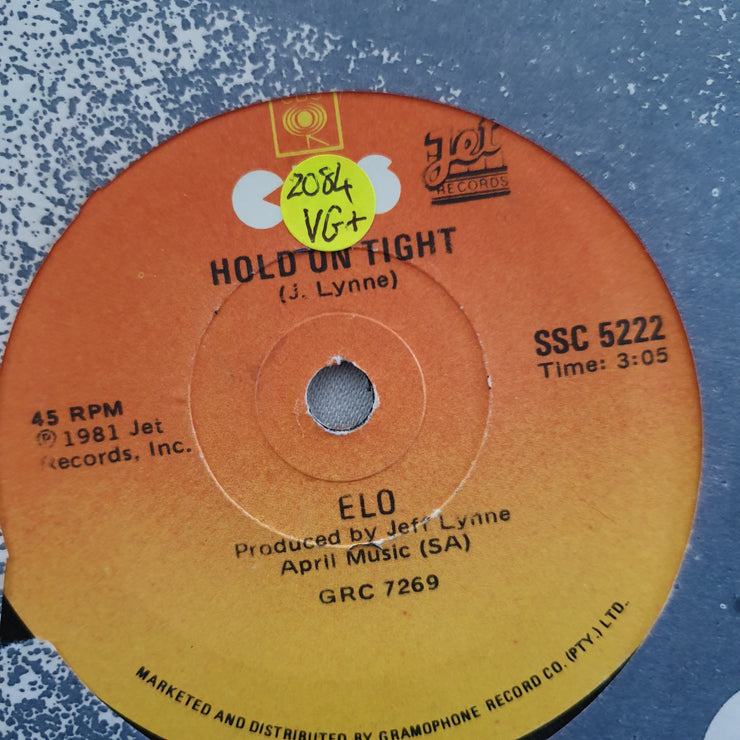 Jet
RECORDS
2084
VG+
HOLD ON TIGHT
(J. Lynne)
SSC 5222
Time: 3:05
45 RPM
℗ 1981 Jet
Records, Inc.
ELO
Produced by Jeff Lynne
April Music (SA)
GRC 7269
MARKETED AND DISTRIBUTED BY GRAMOPHONE RECORD CO. (PTY.) LTD.